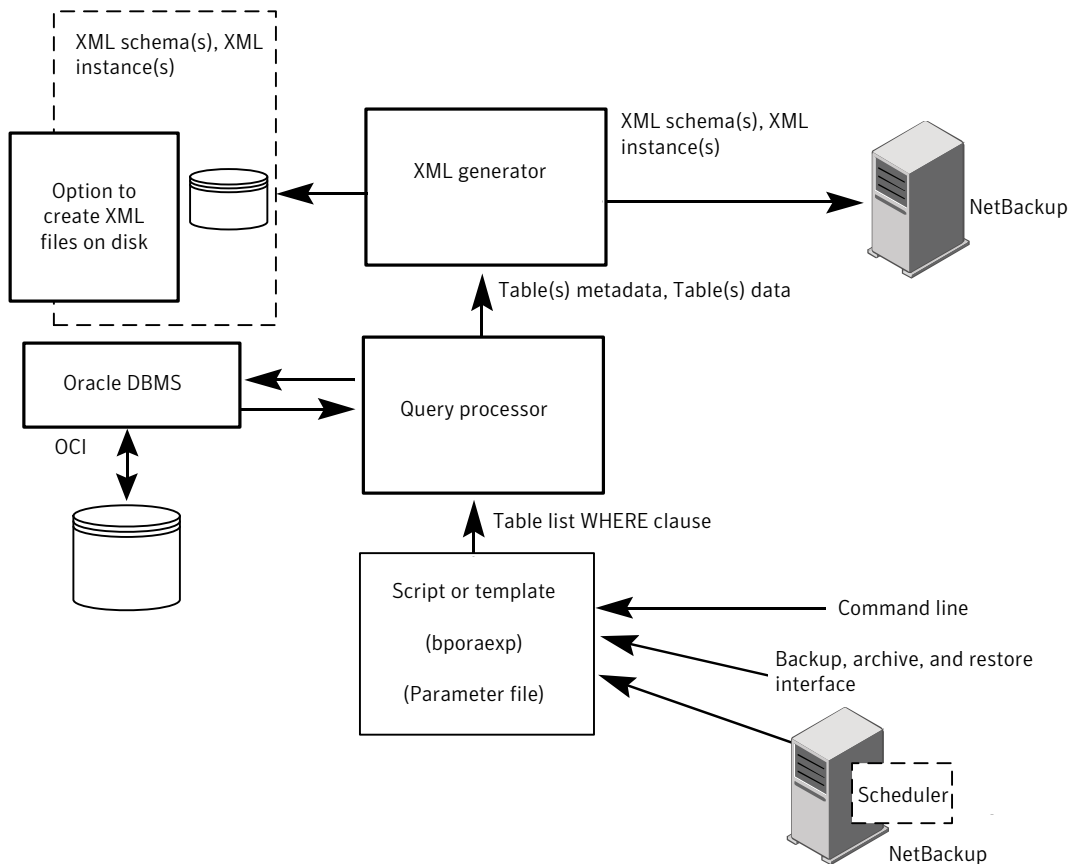 XML schema(s), XML
instance(s)
Option to
create XML
files on disk
XML generator
XML schema(s), XML
instance(s)
NetBackup
Table(s) metadata, Table(s) data
Oracle DBMS
Query processor
OCI
Table list WHERE clause
Script or template
(bporaexp)
(Parameter file)
Command line
Backup, archive, and restore
interface
Scheduler
NetBackup